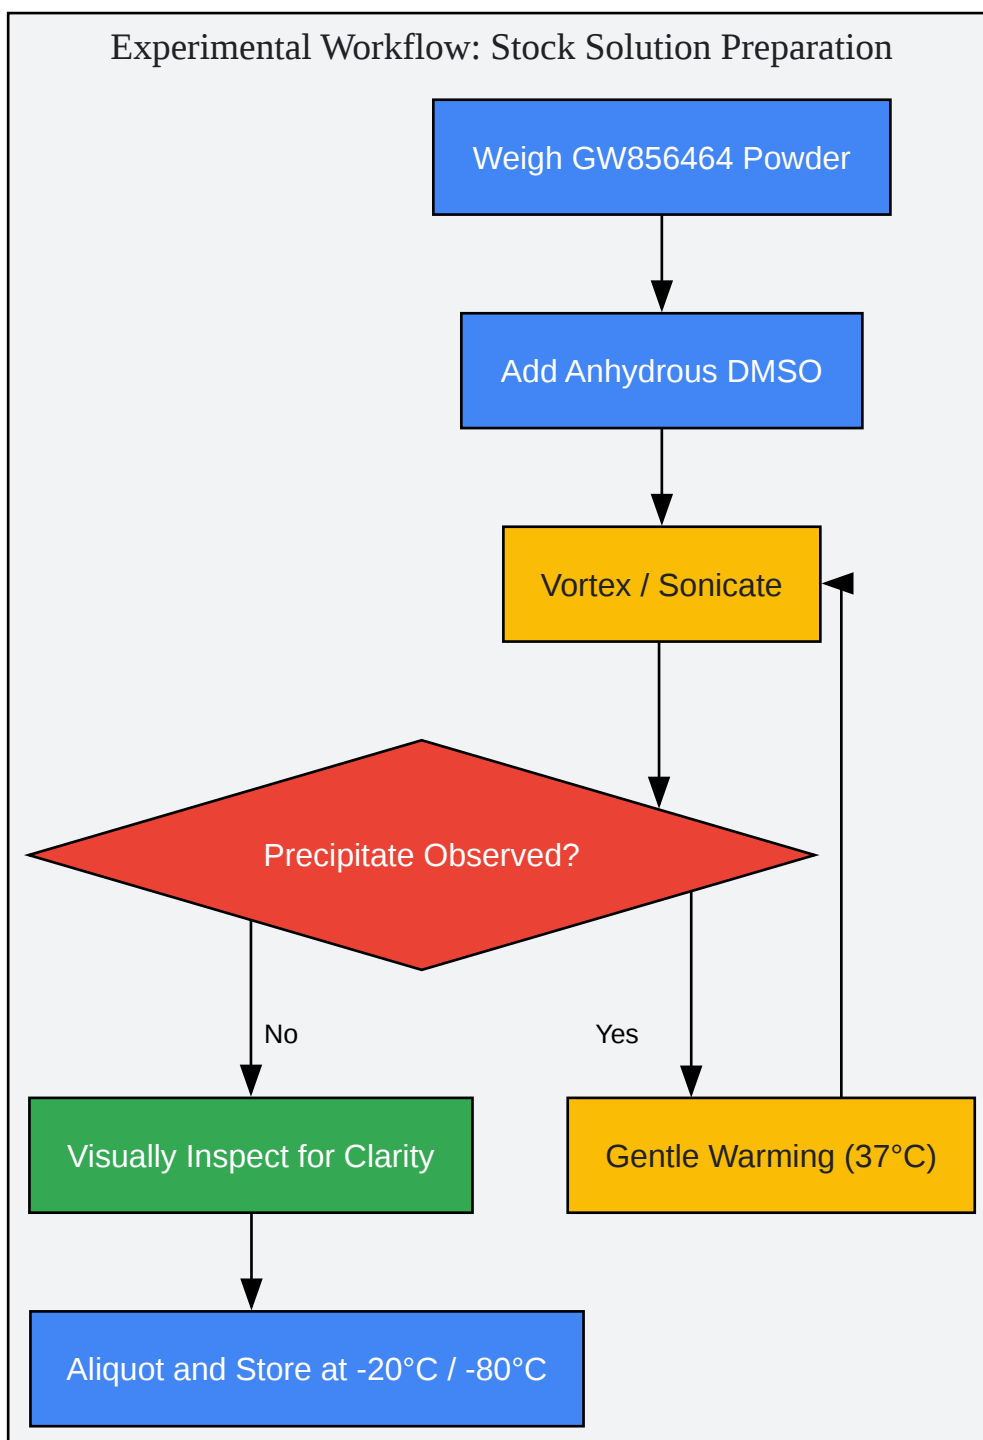 Experimental Workflow: Stock Solution Preparation
Weigh GW856464 Powder
Add Anhydrous DMSO
Vortex / Sonicate
Precipitate Observed?
No
Yes
Visually Inspect for Clarity
Gentle Warming (37°C)
Aliquot and Store at -20°C / -80°C